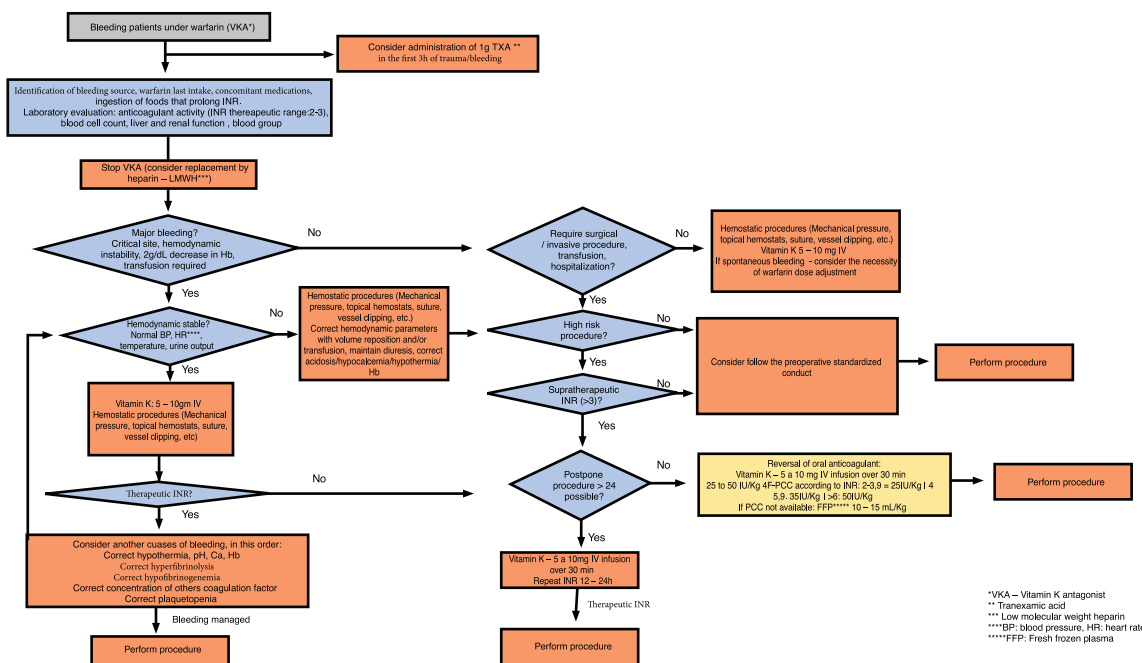 Bleeding patients under warfarin (VKA*)
Consider administration of 1g TXA **
in the first 3h of trauma/bleeding
Identification of bleeding source, warfarin last intake, concomitant medications,
ingestion of foods that prolong INR.
Laboratory evaluation: anticoagulant activity (INR thereapeutic range:2-3),
blood cell count, liver and renal function , blood group
Stop VKA (consider replacement by
heparin – LMWH***)
Major bleeding?
Critical site, hemodynamic
instability, 2g/dL decrease in Hb,
transfusion required
No
Require surgical
/ invasive procedure,
transfusion,
hospitalization?
No
Hemostatic procedures (Mechanical pressure,
topical hemostats, suture, vessel clipping, etc.)
Vitamin K 5 – 10 mg IV
If spontaneous bleeding - consider the necessity
of warfarin dose adjustment
Yes
Yes
Hemodynamic stable?
Normal BP, HR****,
temperature, urine output
No
Hemostatic procedures (Mechanical
pressure, topical hemostats, suture,
vessel clipping, etc.)
Correct hemodynamic parameters
with volume reposition and/or
transfusion, maintain diuresis, correct
acidosis/hypocalcemia/hypothermia/
Hb
High risk
procedure?
No
Consider follow the preoperative standardized
conduct
Perform procedure
Yes
Yes
Supratherapeutic
INR (>3)?
No
Vitamin K: 5 – 10gm IV
Hemostatic procedures (Mechanical
pressure, topical hemostats, suture,
vessel clipping, etc)
Yes
Therapeutic INR?
No
Postpone
procedure > 24
possible?
No
Reversal of oral anticoagulant:
Vitamin K – 5 a 10 mg IV infusion over 30 min
25 to 50 IU/Kg 4F-PCC according to INR: 2-3,9 = 25IU/Kg I 4
5,9- 35IU/Kg I >6: 50IU/Kg
If PCC not available: FFP***** 10 – 15 mL/Kg
Perform procedure
Yes
Yes
Consider another cuases of bleeding, in this order:
Correct hypothermia, pH, Ca, Hb
Correct hyperfibrinolysis
Correct hypofibrinogenemia
Correct concentration of others coagulation factor
Correct plaquetopenia
Vitamin K – 5 a 10mg IV infusion
over 30 min
Repeat INR 12 – 24h
Bleeding managed
Therapeutic INR
Perform procedure
Perform procedure
*VKA – Vitamin K antagonist
** Tranexamic acid
*** Low molecular weight heparin
****BP: blood pressure, HR: heart rate
*****FFP: Fresh frozen plasma